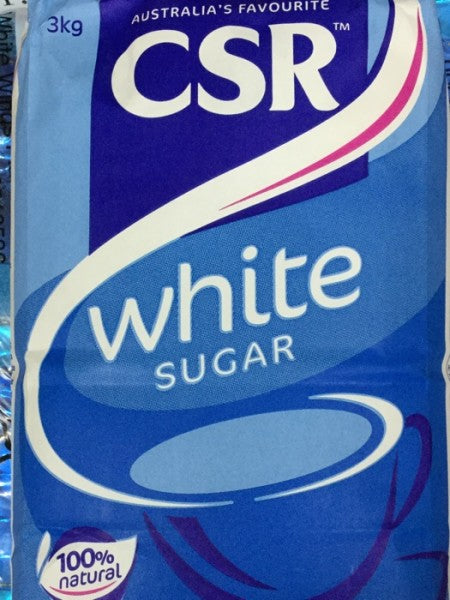 AUSTRALIA'S FAVOURITE
3kg
CSR™
white
SUGAR
100%
natural